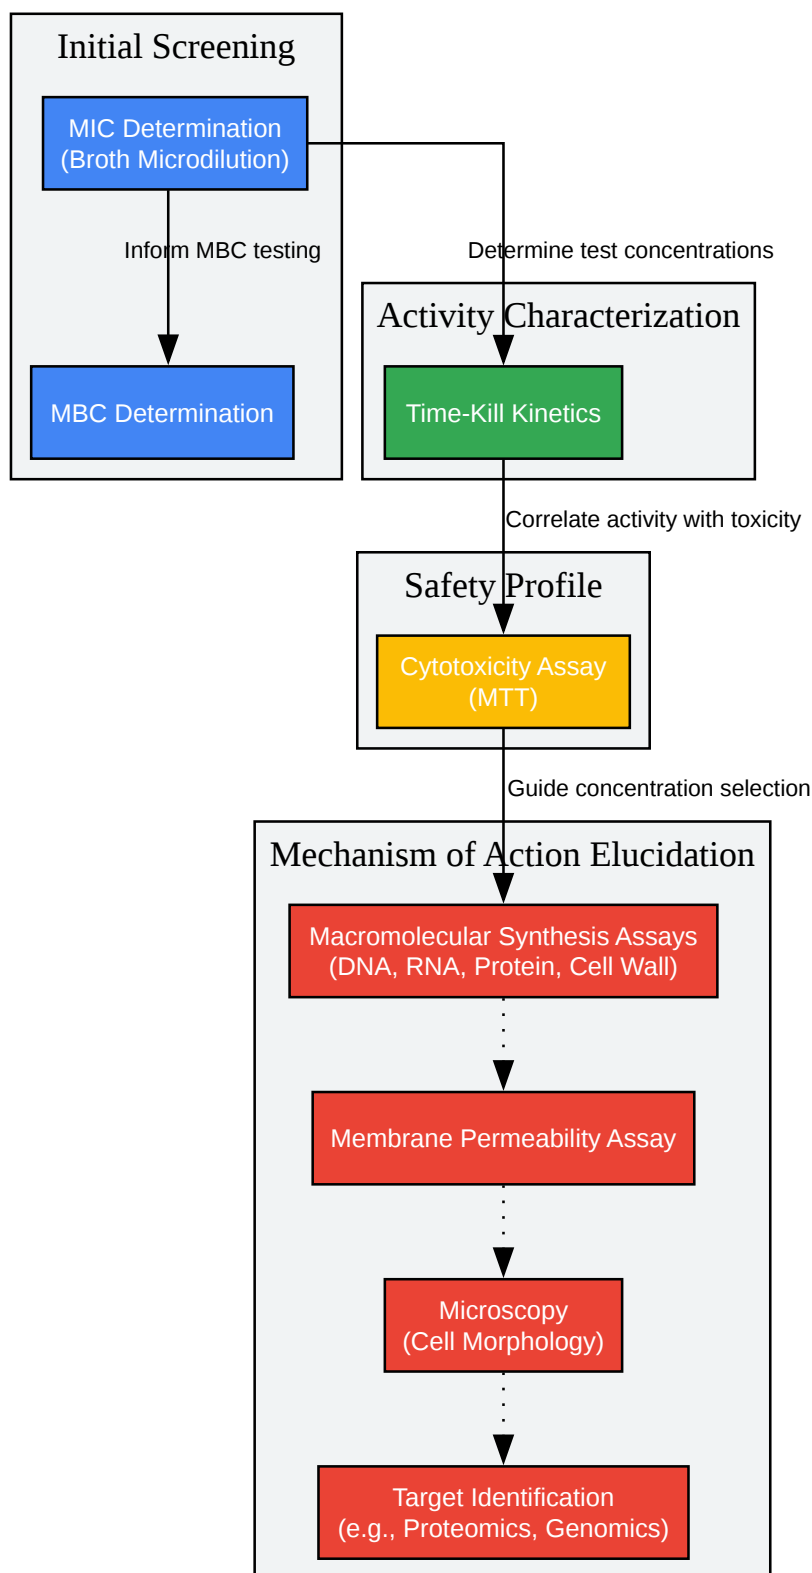 Initial Screening
MIC Determination
(Broth Microdilution)
Inform MBC testing
Determine test concentrations
Activity Characterization
MBC Determination
Time-Kill Kinetics
Correlate activity with toxicity
Safety Profile
Cytotoxicity Assay
(MTT)
Guide concentration selection
Mechanism of Action Elucidation
Macromolecular Synthesis Assays
(DNA, RNA, Protein, Cell Wall)
Membrane Permeability Assay
Microscopy
(Cell Morphology)
Target Identification
(e.g., Proteomics, Genomics)